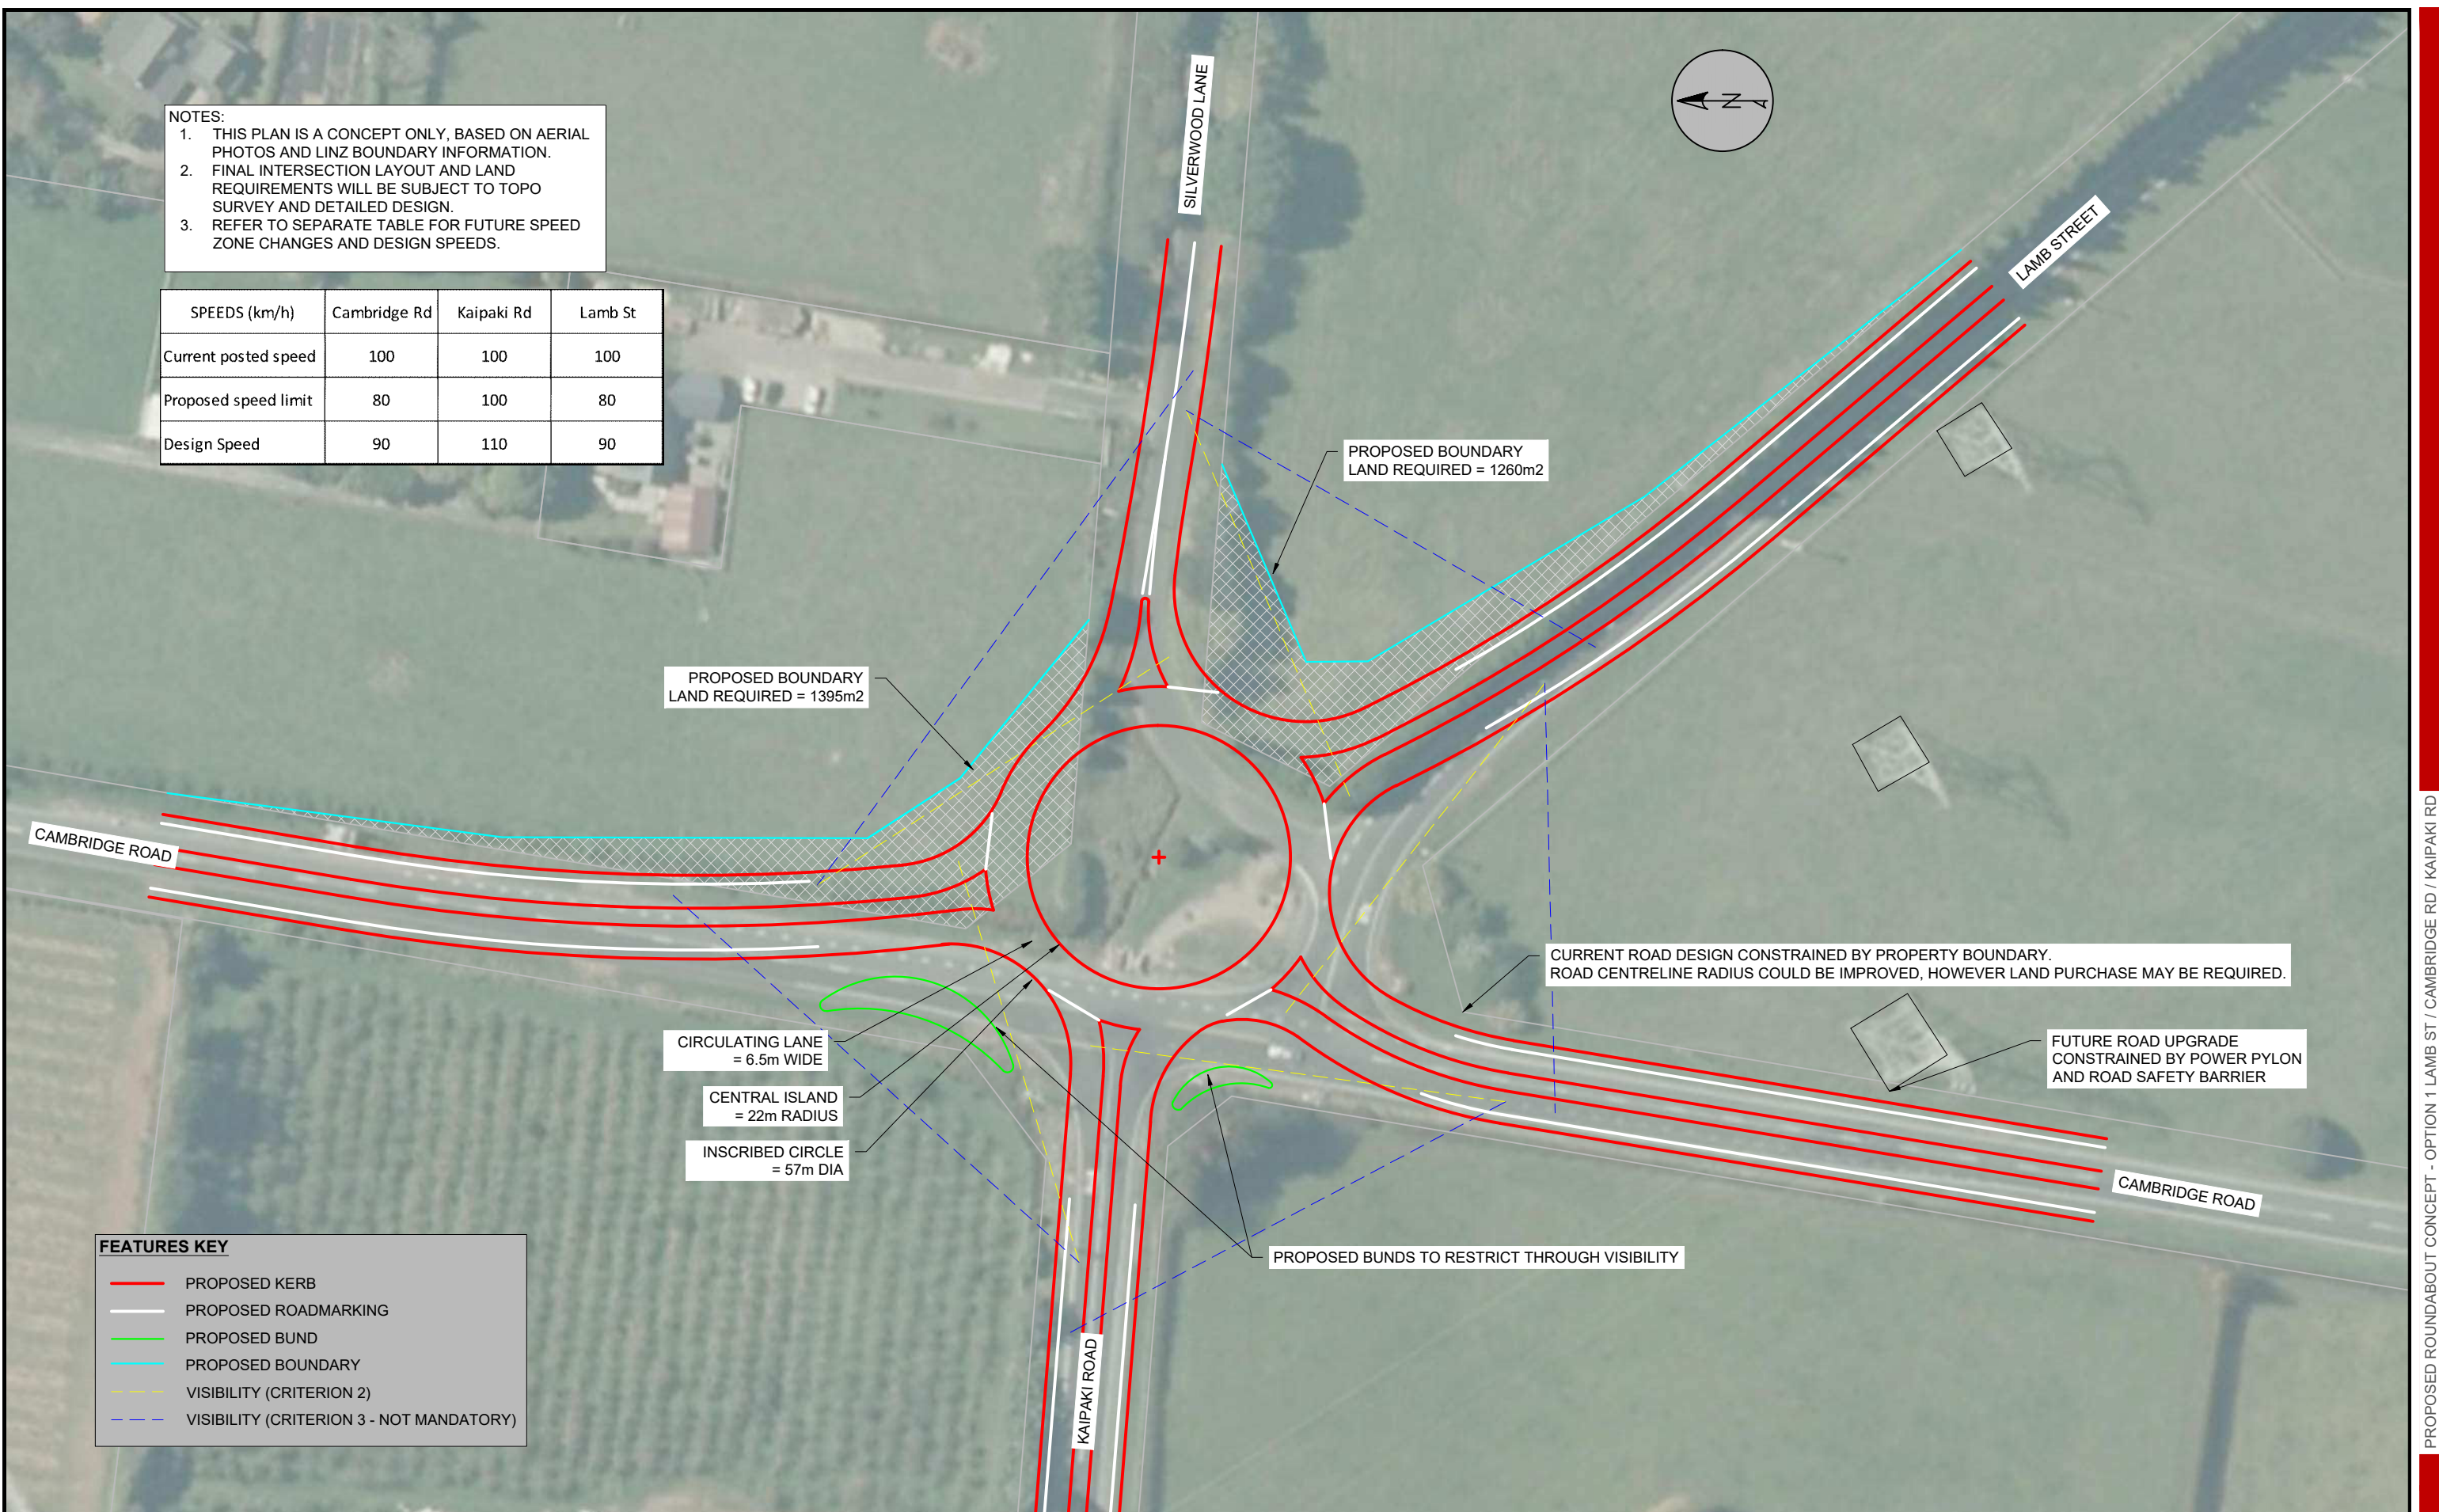 SILVERWOOD LANE
N
NOTES:
1. THIS PLAN IS A CONCEPT ONLY, BASED ON AERIAL
PHOTOS AND LINZ BOUNDARY INFORMATION.
2. FINAL INTERSECTION LAYOUT AND LAND
REQUIREMENTS WILL BE SUBJECT TO TOPO
SURVEY AND DETAILED DESIGN.
3. REFER TO SEPARATE TABLE FOR FUTURE SPEED
ZONE CHANGES AND DESIGN SPEEDS.
SPEEDS (km/h) Cambridge Rd Kaipaki Rd Lamb St
Current posted speed 100 100 100
Proposed speed limit 80 100 80
Design Speed 90 110 90
LAMB STREET
PROPOSED BOUNDARY
LAND REQUIRED = 1260m2
PROPOSED BOUNDARY
LAND REQUIRED = 1395m2
CAMBRIDGE ROAD
CURRENT ROAD DESIGN CONSTRAINED BY PROPERTY BOUNDARY.
ROAD CENTRELINE RADIUS COULD BE IMPROVED, HOWEVER LAND PURCHASE MAY BE REQUIRED.
CIRCULATING LANE
= 6.5m WIDE
CENTRAL ISLAND
= 22m RADIUS
INSCRIBED CIRCLE
= 57m DIA
FUTURE ROAD UPGRADE
CONSTRAINED BY POWER PYLON
AND ROAD SAFETY BARRIER
CAMBRIDGE ROAD
PROPOSED BUNDS TO RESTRICT THROUGH VISIBILITY
KAIPAKI ROAD
FEATURES KEY
PROPOSED KERB
PROPOSED ROADMARKING
PROPOSED BUND
PROPOSED BOUNDARY
VISIBILITY (CRITERION 2)
VISIBILITY (CRITERION 3 - NOT MANDATORY)
PROPOSED ROUNDABOUT CONCEPT - OPTION 1 LAMB ST / CAMBRIDGE RD / KAIPAKI RD